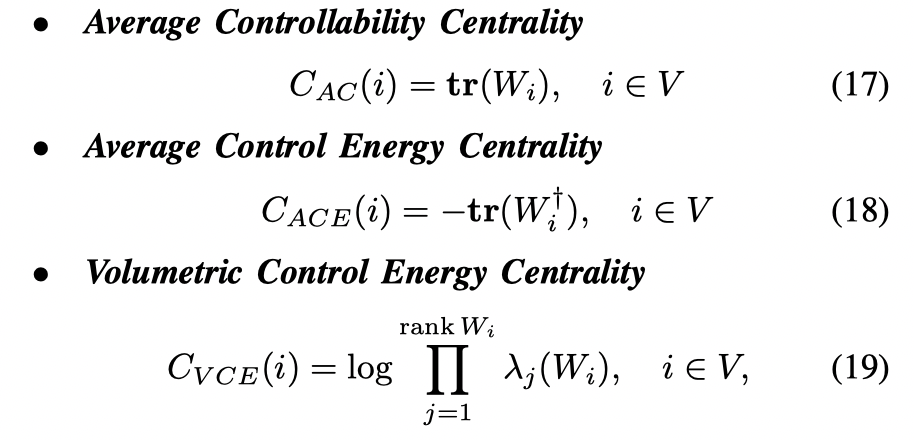 • Average Controllability Centrality
C_{AC}(i) = tr(W_i), i ∈ V (17)
• Average Control Energy Centrality
C_{ACE}(i) = −tr(W_i^†), i ∈ V (18)
• Volumetric Control Energy Centrality
C_{VCE}(i) = log ∏_{j=1}^{rank W_i} λ_j(W_i), i ∈ V, (19)